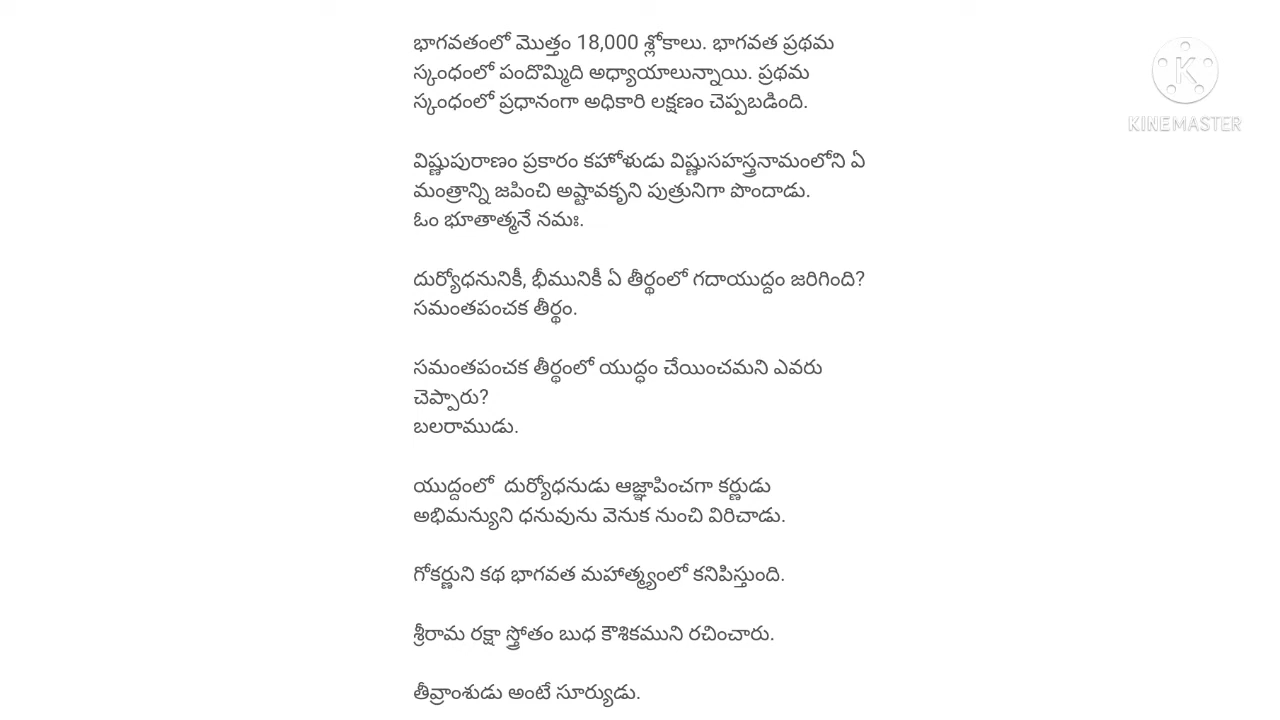 భాగవతంలో మొత్తం 18,000 శ్లోకాలు. భాగవత ప్రథమ
స్కంధంలో పందొమ్మిది అధ్యాయాలున్నాయి. ప్రథమ
స్కంధంలో ప్రధానంగా అధికారి లక్షణం చెప్పబడింది.
విష్ణుపురాణం ప్రకారం కహోళుడు విష్ణుసహస్రనామంలోని ఏ
మంత్రాన్ని జపించి అష్టావకృని పుత్రునిగా పొందాడు.
ఓం భూతాత్మనే నమః.
దుర్యోధనునికీ, భీమునికీ ఏ తీర్థంలో గదాయుద్దం జరిగింది?
సమంతపంచక తీర్థం.
సమంతపంచక తీర్థంలో యుద్ధం చేయించమని ఎవరు
చెప్పారు?
బలరాముడు.
యుద్దంలో దుర్యోధనుడు ఆజ్ఞాపించగా కర్ణుడు
అభిమన్యుని ధనువును వెనుక నుంచి విరిచాడు.
గోకర్ణుని కథ భాగవత మహాత్మ్యంలో కనిపిస్తుంది.
శ్రీరామ రక్షా స్త్రోతం బుధ కౌశికముని రచించారు.
తీవ్రాంశుడు అంటే సూర్యుడు.
K
KINEMASTER